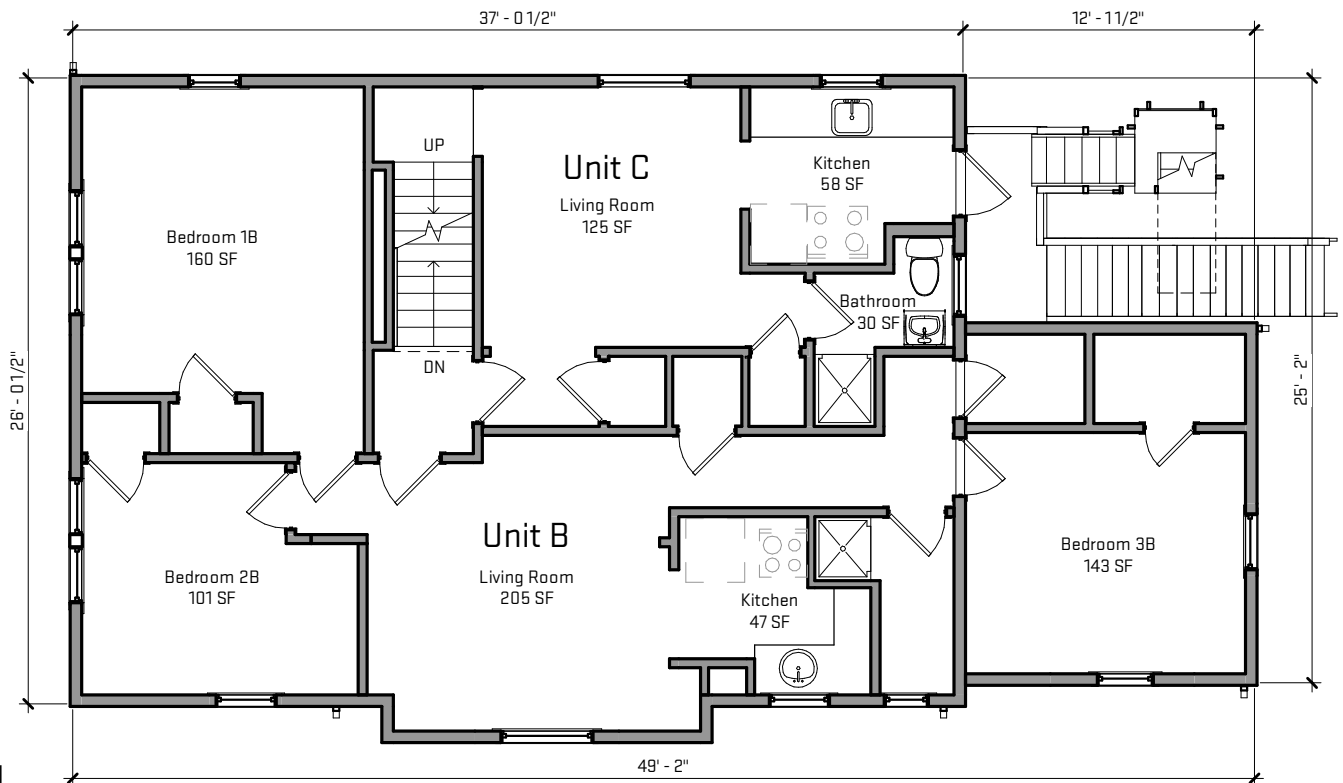 37' - 0 1/2"
12' - 11/2"
UP
Unit C
Kitchen
58 SF
Living Room
125 SF
Bedroom 1B
160 SF
Bathroom
30 SF
26' - 0 1/2"
25' - 2"
DN
Unit B
Bedroom 3B
143 SF
Bedroom 2B
101 SF
Living Room
205 SF
Kitchen
47 SF
49' - 2"